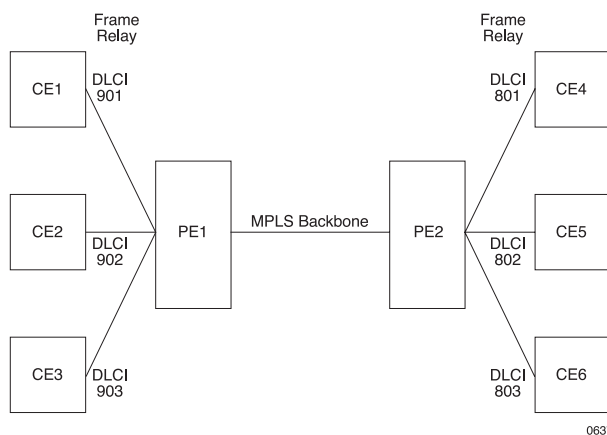 Frame
Relay
Frame
Relay
CE1
DLCI
901
DLCI
801
CE4
CE2
DLCI
902
PE1
MPLS Backbone
PE2
DLCI
802
CE5
CE3
DLCI
903
DLCI
803
CE6